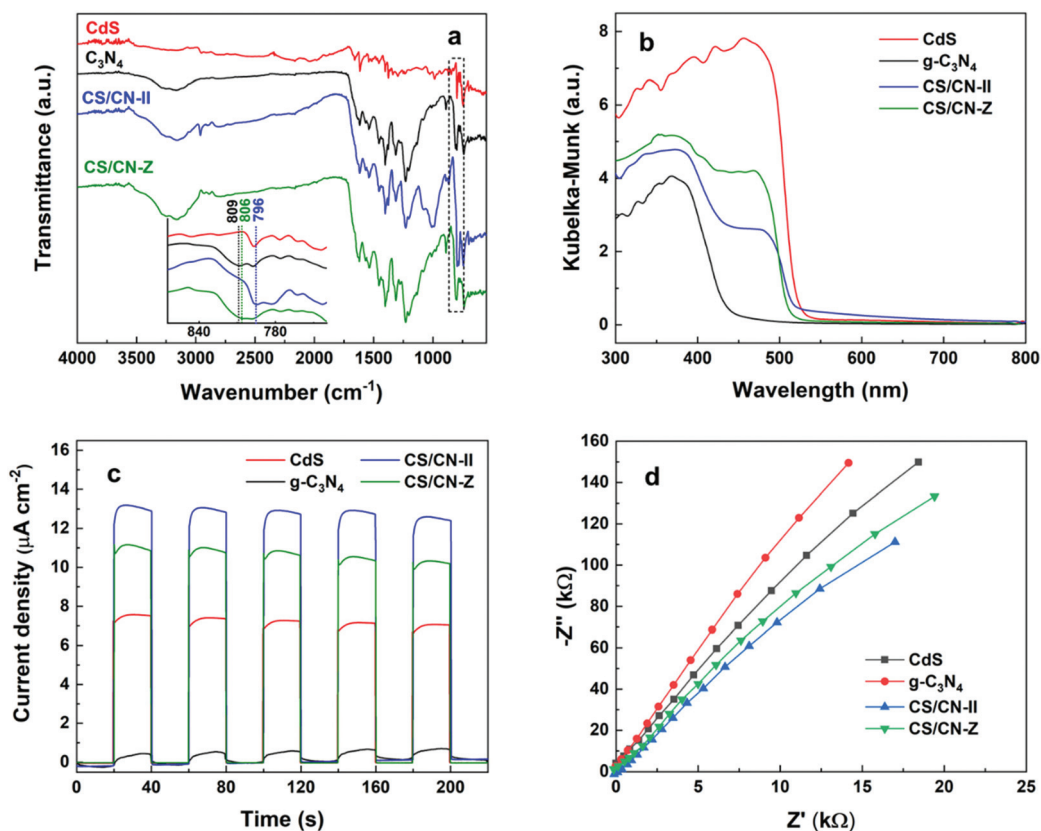 a
CdS
C3N4
CS/CN-II
CS/CN-Z
809
806
796
840 780
4000 3500 3000 2500 2000 1500 1000
Wavenumber (cm-1)
Transmittance (a.u.)
b
CdS
g-C3N4
CS/CN-II
CS/CN-Z
8
6
4
2
0
300 400 500 600 700 800
Wavelength (nm)
Kubelka-Munk (a.u.)
c
CdS CS/CN-II
g-C3N4 CS/CN-Z
16
14
12
10
8
6
4
2
0
0 40 80 120 160 200
Time (s)
Current density (μA cm-2)
d
CdS
g-C3N4
CS/CN-II
CS/CN-Z
160
140
120
100
80
60
40
20
0
0 5 10 15 20 25
Z' (kΩ)
-Z'' (kΩ)